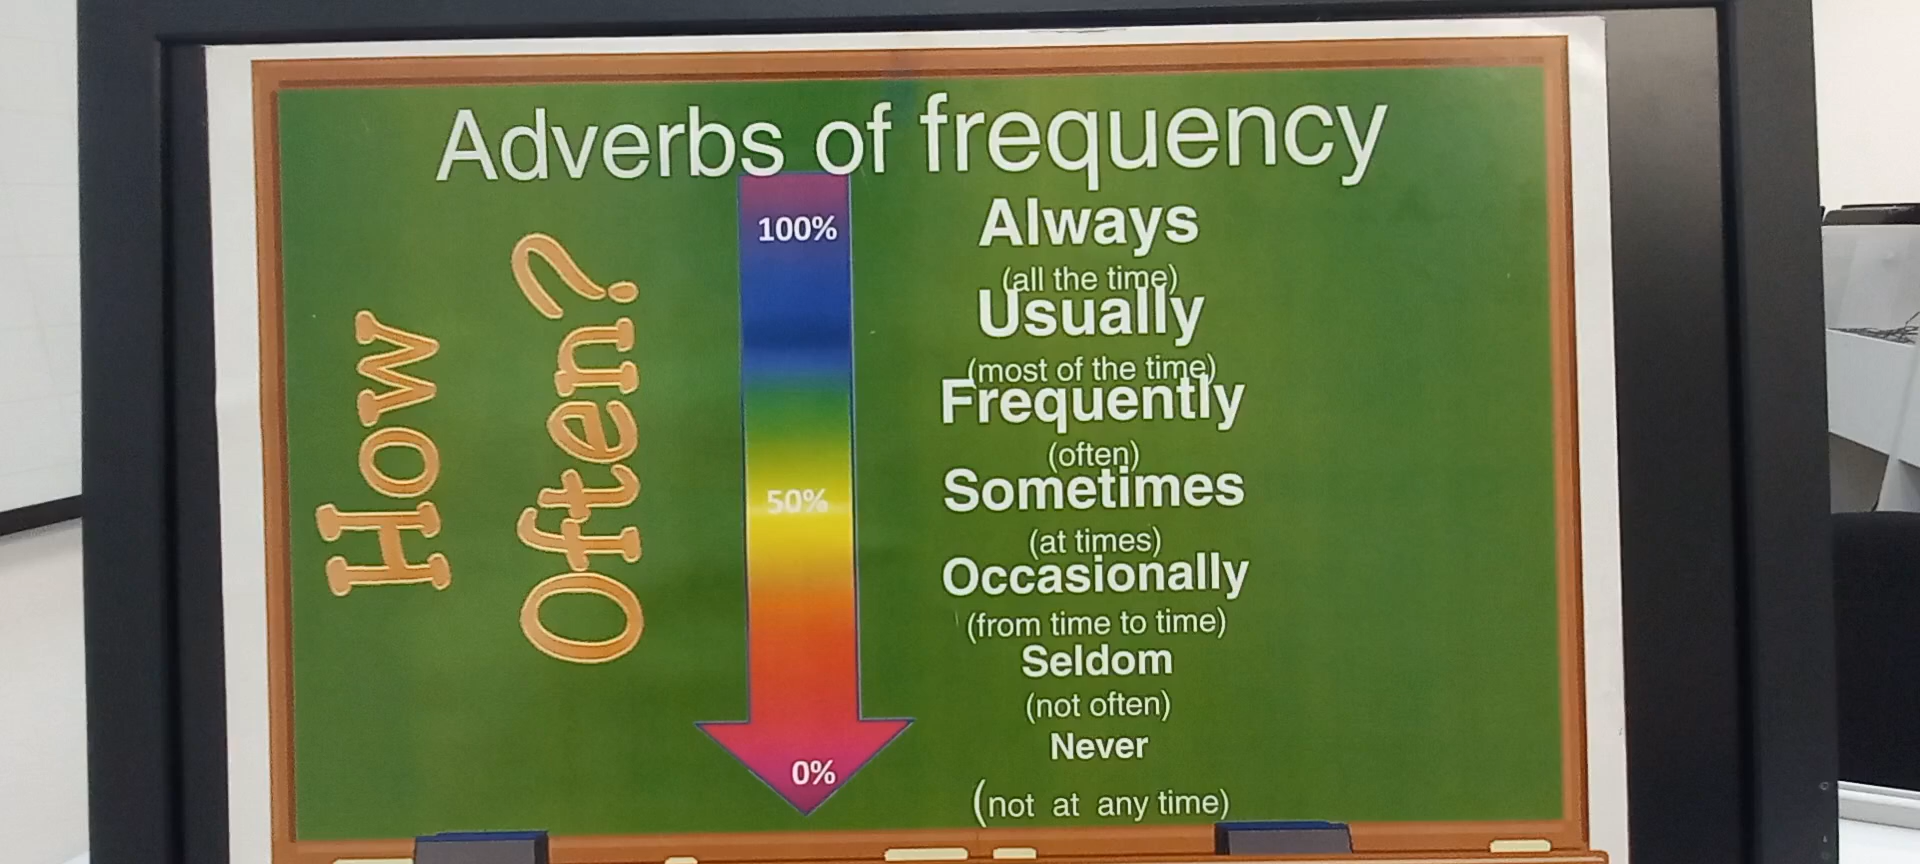 Adverbs of frequency
How
Often?
100%
50%
0%
Always
(all the time)
Usually
(most of the time)
Frequently
(often)
Sometimes
(at times)
Occasionally
(from time to time)
Seldom
(not often)
Never
(not at any time)